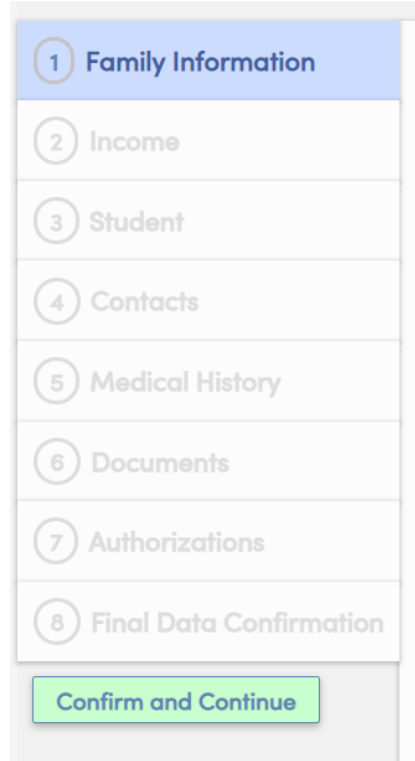 1 Family Information
2 Income
3 Student
4 Contacts
5 Medical History
6 Documents
7 Authorizations
8 Final Data Confirmation
Confirm and Continue